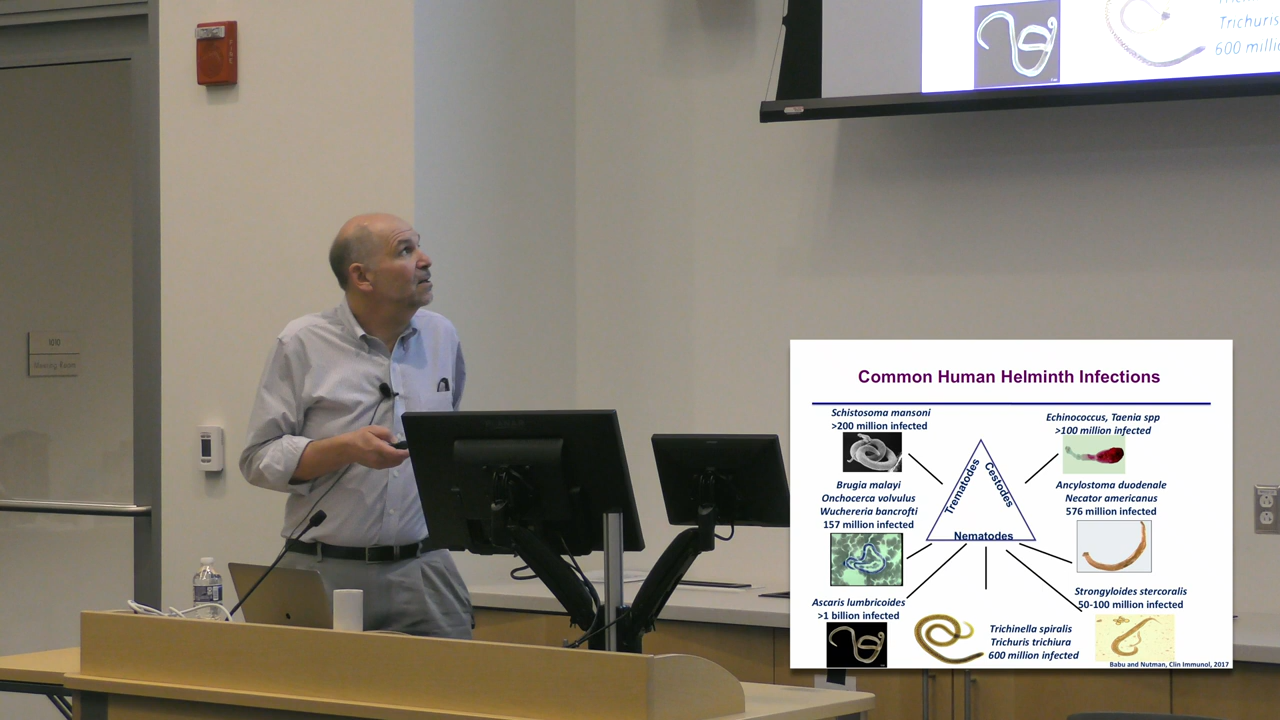 Trichuris
600
1010
Meeting Room
Common Human Helminth Infections
Schistosoma mansoni
>200 million infected
Echinococcus, Taenia spp
>100 million infected
Brugia malayi
Onchocerca volvulus
Wuchereria bancrofti
157 million infected
Trematodes
Cestodes
Nematodes
Ancylostoma duodenale
Necator americanus
576 million infected
Ascaris lumbricoides
>1 billion infected
Trichinella spiralis
Trichuris trichiura
600 million infected
Strongyloides stercoralis
50-100 million infected
Babu and Nutman, Clin Immunol, 2017